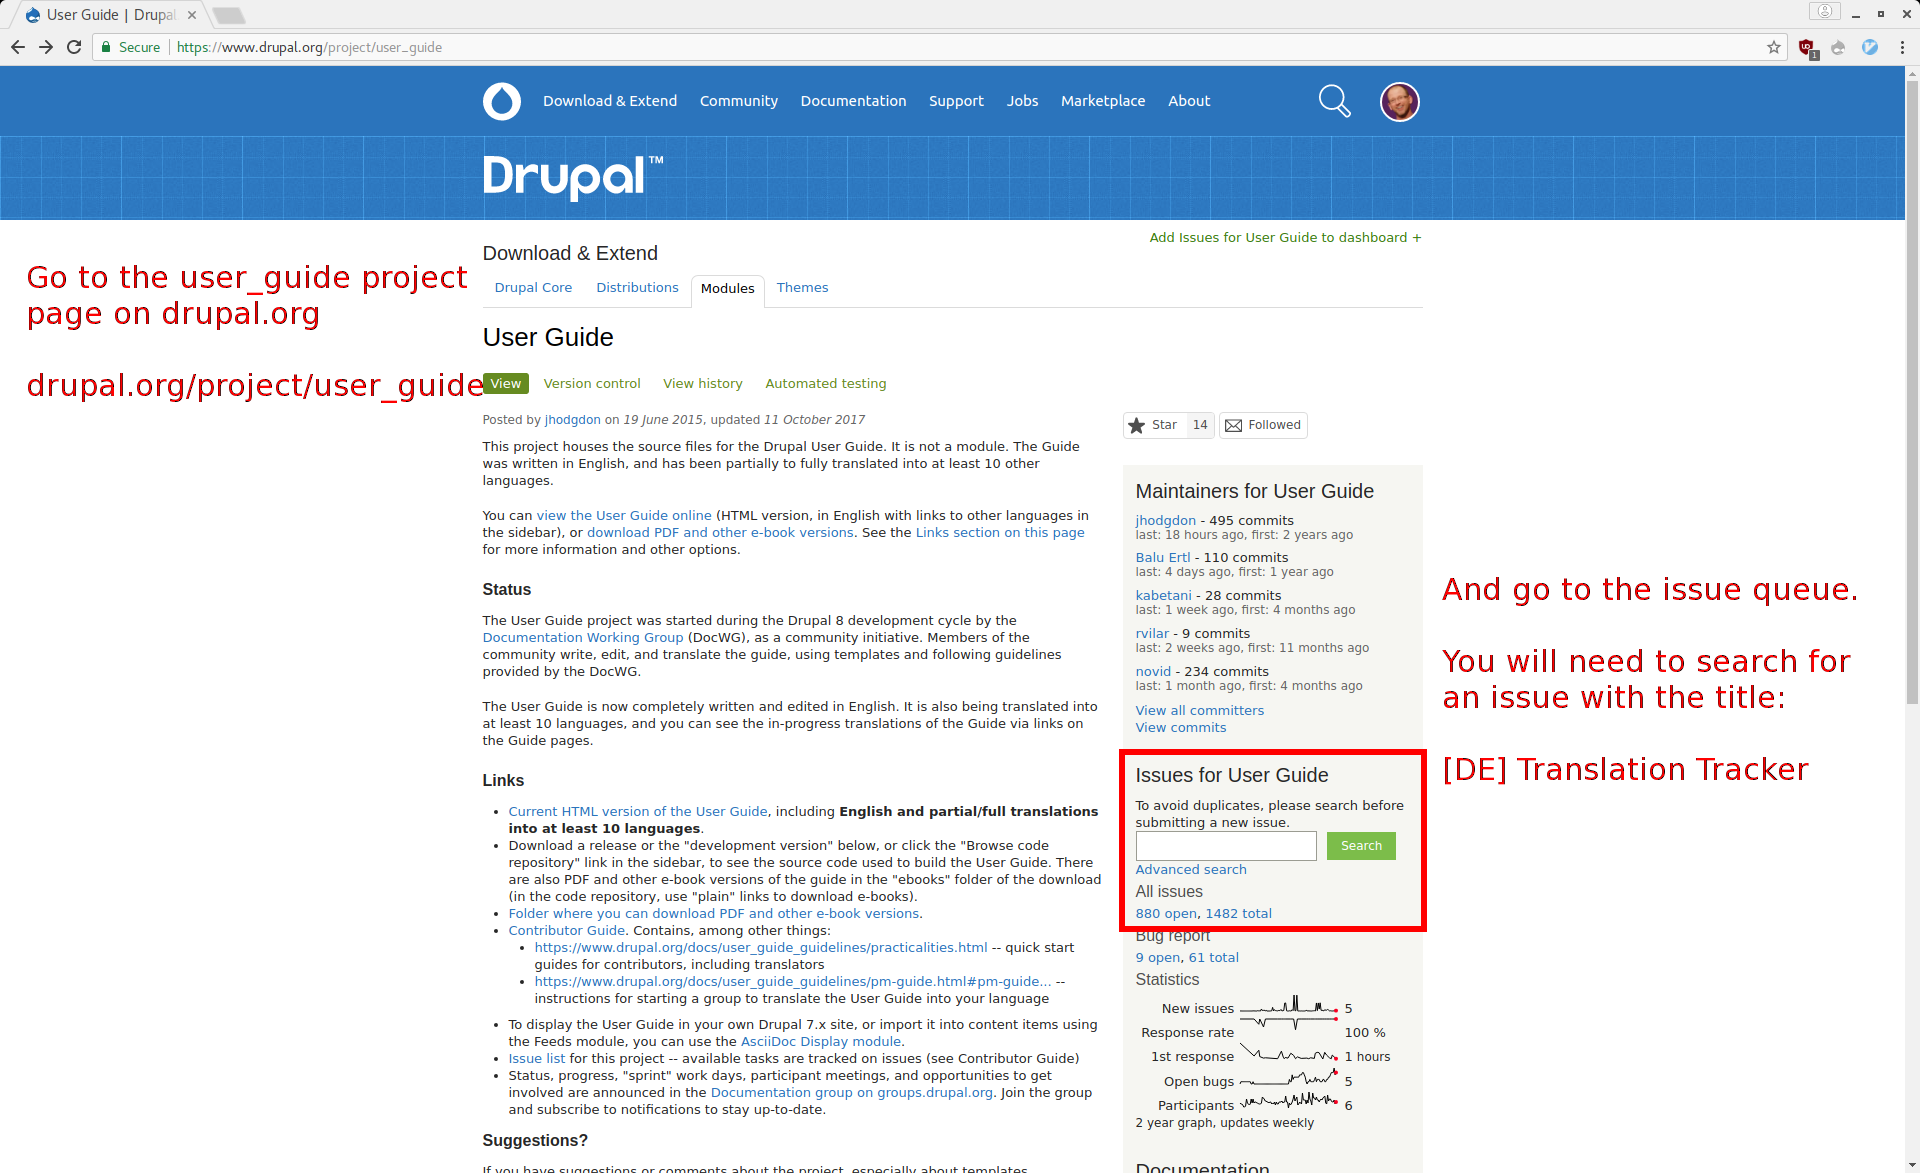 User Guide | Drupal
Secure | https://www.drupal.org/project/user_guide
1
Download & Extend Community Documentation Support Jobs Marketplace About
Drupal™
Add Issues for User Guide to dashboard +
Download & Extend
Drupal Core Distributions Modules Themes
Go to the user_guide project
page on drupal.org
drupal.org/project/user_guide
User Guide
View Version control View history Automated testing
Posted by jhodgdon on 19 June 2015, updated 11 October 2017
This project houses the source files for the Drupal User Guide. It is not a module. The Guide
was written in English, and has been partially to fully translated into at least 10 other
languages.
You can view the User Guide online (HTML version, in English with links to other languages in
the sidebar), or download PDF and other e-book versions. See the Links section on this page
for more information and other options.
Status
The User Guide project was started during the Drupal 8 development cycle by the
Documentation Working Group (DocWG), as a community initiative. Members of the
community write, edit, and translate the guide, using templates and following guidelines
provided by the DocWG.
The User Guide is now completely written and edited in English. It is also being translated into
at least 10 languages, and you can see the in-progress translations of the Guide via links on
the Guide pages.
Links
• Current HTML version of the User Guide, including English and partial/full translations
into at least 10 languages.
• Download a release or the "development version" below, or click the "Browse code
repository" link in the sidebar, to see the source code used to build the User Guide. There
are also PDF and other e-book versions of the guide in the "ebooks" folder of the download
(in the code repository, use "plain" links to download e-books).
• Folder where you can download PDF and other e-book versions.
• Contributor Guide. Contains, among other things:
• https://www.drupal.org/docs/user_guide_guidelines/practicalities.html -- quick start
guides for contributors, including translators
• https://www.drupal.org/docs/user_guide_guidelines/pm-guide.html#pm-guide... --
instructions for starting a group to translate the User Guide into your language
• To display the User Guide in your own Drupal 7.x site, or import it into content items using
the Feeds module, you can use the AsciiDoc Display module.
• Issue list for this project -- available tasks are tracked on issues (see Contributor Guide)
• Status, progress, "sprint" work days, participant meetings, and opportunities to get
involved are announced in the Documentation group on groups.drupal.org. Join the group
and subscribe to notifications to stay up-to-date.
Suggestions?
If you have suggestions or comments about the project, especially about templates,
Star 14 Followed
Maintainers for User Guide
jhodgdon - 495 commits
last: 18 hours ago, first: 2 years ago
Balu Ertl - 110 commits
last: 4 days ago, first: 1 year ago
kabetani - 28 commits
last: 1 week ago, first: 4 months ago
rvilar - 9 commits
last: 2 weeks ago, first: 11 months ago
novid - 234 commits
last: 1 month ago, first: 4 months ago
View all committers
View commits
Issues for User Guide
To avoid duplicates, please search before
submitting a new issue.
Search
Advanced search
All issues
880 open, 1482 total
Bug report
9 open, 61 total
Statistics
New issues 5
Response rate 100 %
1st response 1 hours
Open bugs 5
Participants 6
2 year graph, updates weekly
Documentation
And go to the issue queue.
You will need to search for
an issue with the title:
[DE] Translation Tracker